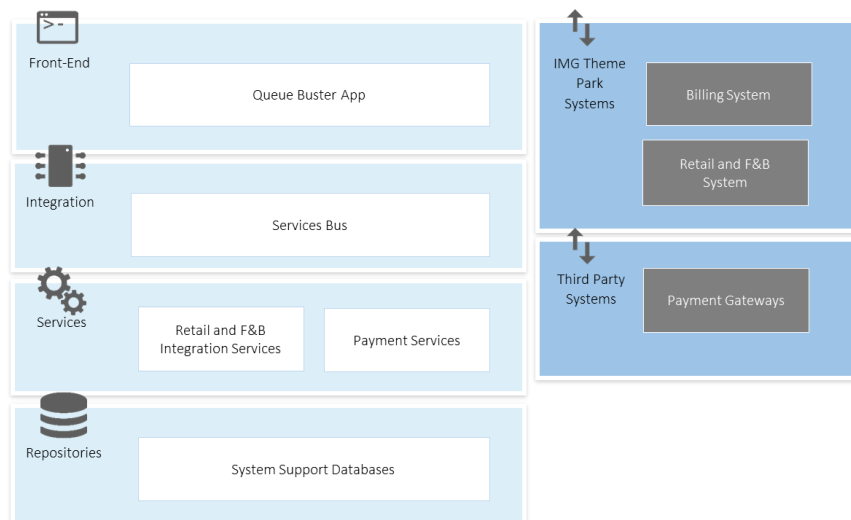 Front-End
Queue Buster App
Integration
Services Bus
Services
Retail and F&B
Integration Services
Payment Services
Repositories
System Support Databases
IMG Theme
Park
Systems
Billing System
Retail and F&B
System
Third Party
Systems
Payment Gateways